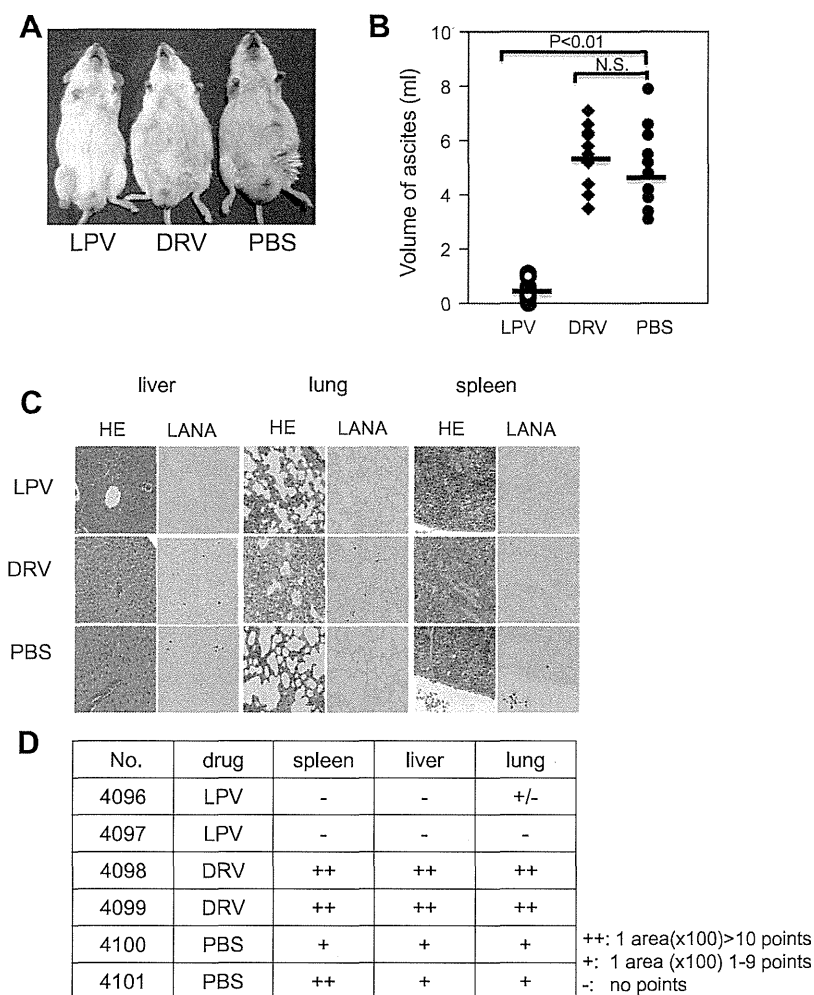 A
LPV DRV PBS
B
Volume of ascites (ml)
10
8
6
4
2
0
P<0.01
N.S.
LPV DRV PBS
C
liver lung spleen
HE LANA HE LANA HE LANA
LPV
DRV
PBS
D
No. drug spleen liver lung
4096 LPV - - +/-
4097 LPV - - -
4098 DRV ++ ++ ++
4099 DRV ++ ++ ++
4100 PBS + + +
4101 PBS ++ + +
++: 1 area(x100)>10 points
+: 1 area (x100) 1-9 points
-: no points